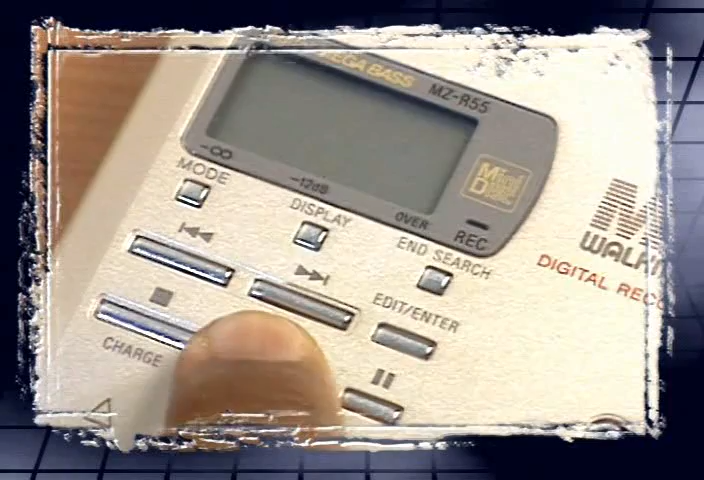 MEGA BASS
MZ-R55
-∞
-12dB
OVER
REC
Mini
Disc
MODE
DISPLAY
END SEARCH
EDIT/ENTER
CHARGE
WALK
DIGITAL REC